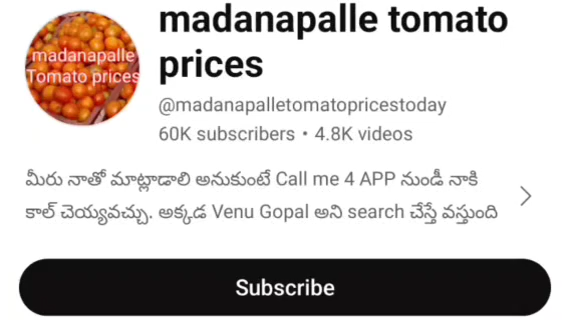 madanapalle
Tomato prices
madanapalle tomato
prices
@madanapalletomatopricestoday
60K subscribers • 4.8K videos
మీరు నాతో మాట్లాడాలి అనుకుంటే Call me 4 APP నుండీ నాకి
కాల్ చెయ్యవచ్చు. అక్కడ Venu Gopal అని search చేస్తే వస్తుంది
Subscribe